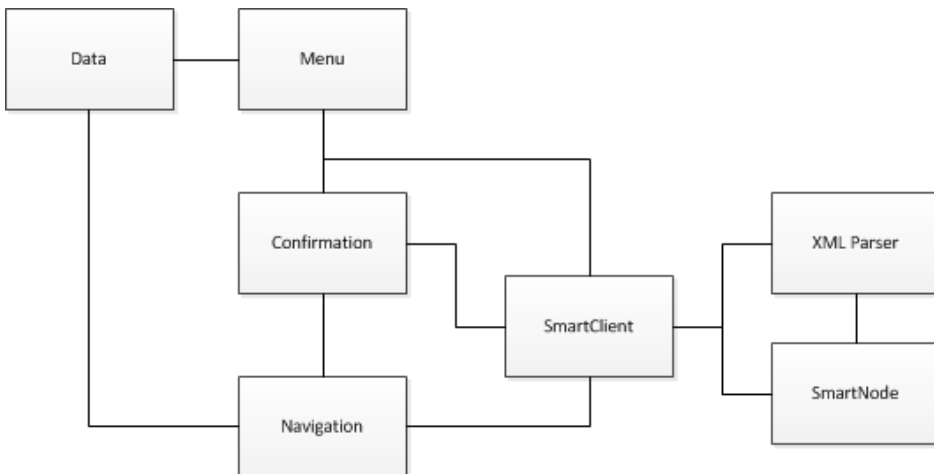 Data
Menu
Confirmation
XML Parser
SmartClient
SmartNode
Navigation